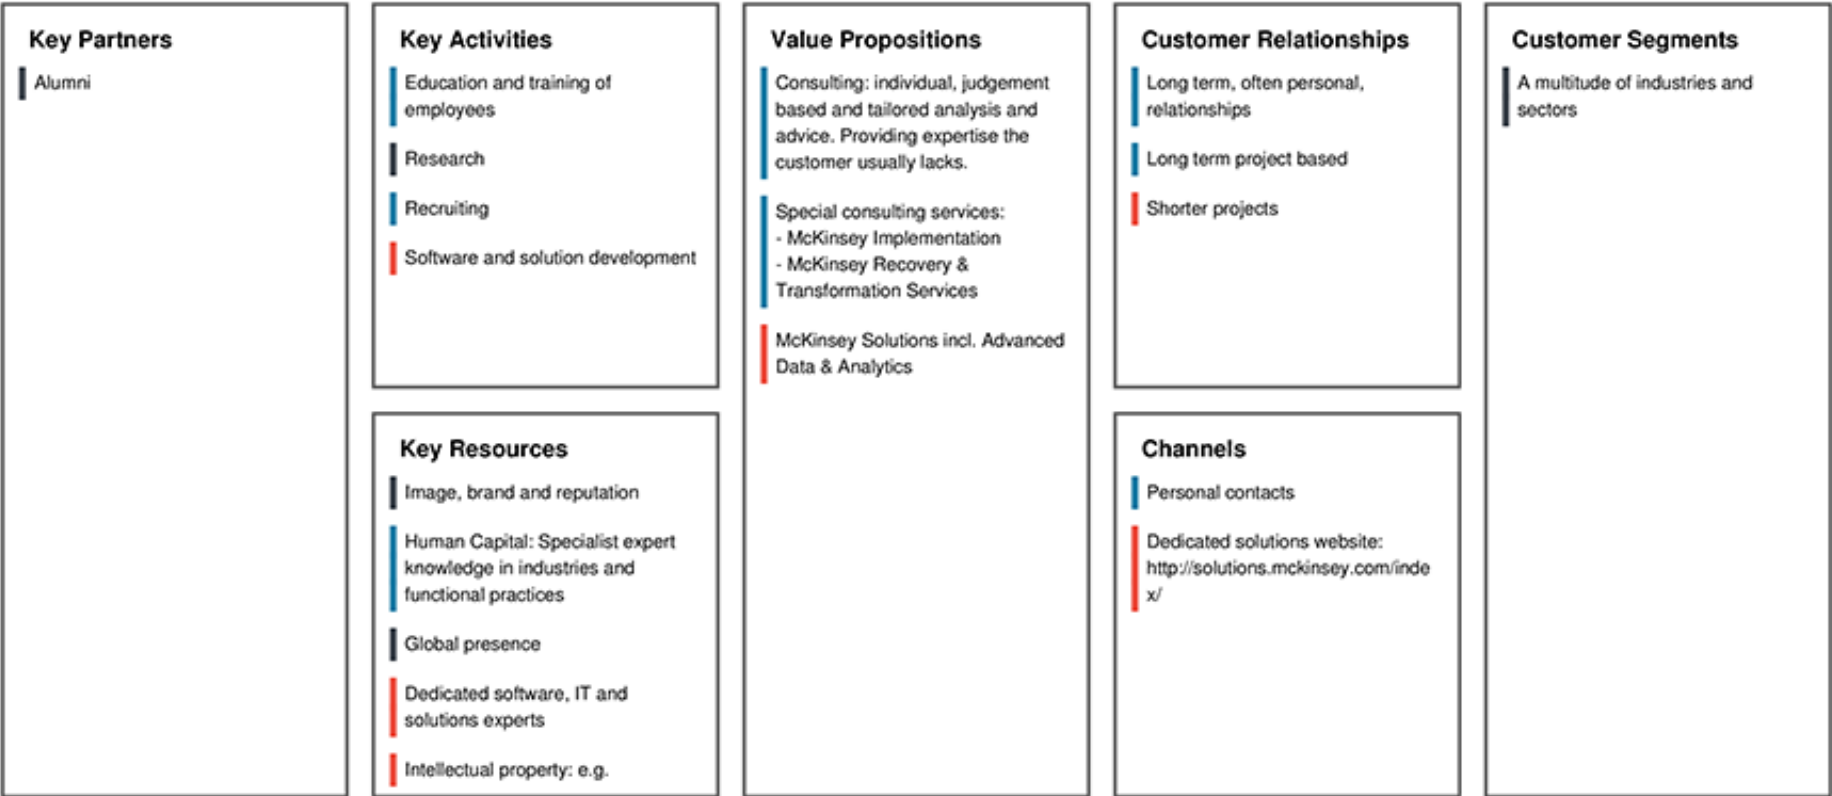 Key Partners
Alumni
Key Activities
Education and training of
employees
Research
Recruiting
Software and solution development
Key Resources
Image, brand and reputation
Human Capital: Specialist expert
knowledge in industries and
functional practices
Global presence
Dedicated software, IT and
solutions experts
Intellectual property: e.g.
Value Propositions
Consulting: individual, judgement
based and tailored analysis and
advice. Providing expertise the
customer usually lacks.
Special consulting services:
- McKinsey Implementation
- McKinsey Recovery &
Transformation Services
McKinsey Solutions incl. Advanced
Data & Analytics
Customer Relationships
Long term, often personal,
relationships
Long term project based
Shorter projects
Channels
Personal contacts
Dedicated solutions website:
http://solutions.mckinsey.com/inde
x/
Customer Segments
A multitude of industries and
sectors